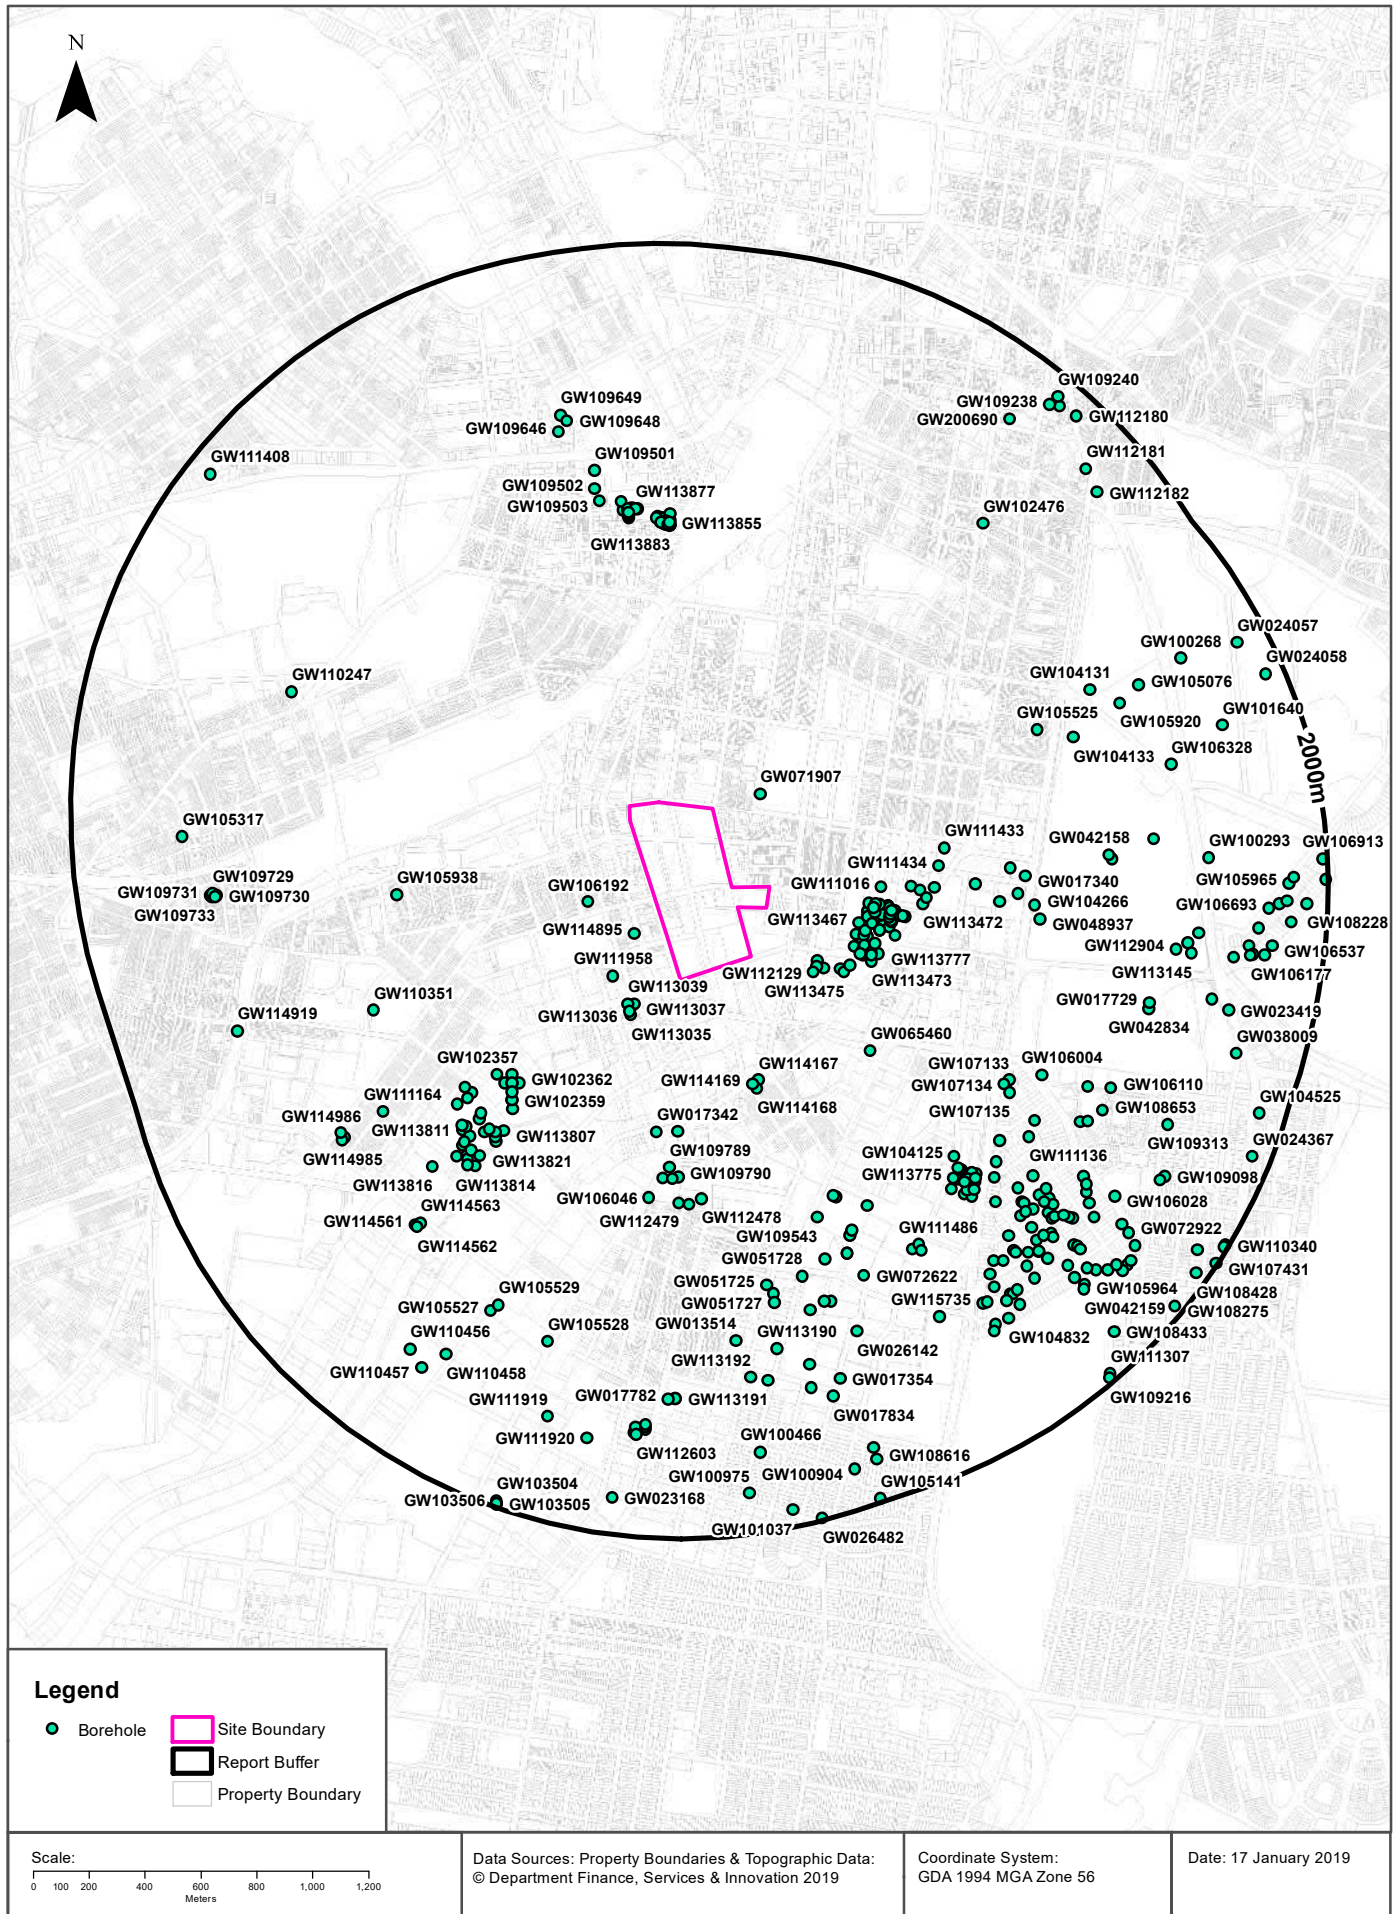 N
GW109240
GW109649
GW109238
GW109648
GW200690
GW112180
GW109646
GW109501
GW112181
GW111408
GW109502
GW113877
GW112182
GW109503
GW102476
GW113855
GW113883
GW024057
GW100268
GW024058
GW110247
GW104131
GW105076
GW105525
GW101640
GW105920
GW106328
GW104133
2000m
GW071907
GW105317
GW111433
GW042158
GW100293
GW106913
GW111434
GW109729
GW105938
GW106192
GW111016
GW017340
GW105965
GW109731
GW109730
GW104266
GW106693
GW109733
GW113467
GW113472
GW048937
GW108228
GW114895
GW112904
GW106537
GW111958
GW113777
GW112129
GW113145
GW106177
GW113039
GW113475
GW113473
GW110351
GW017729
GW114919
GW113036
GW113037
GW023419
GW113035
GW042834
GW065460
GW038009
GW102357
GW114167
GW107133
GW106004
GW102362
GW114169
GW107134
GW106110
GW111164
GW102359
GW114168
GW104525
GW114986
GW017342
GW107135
GW108653
GW113811
GW113807
GW109313
GW024367
GW109789
GW104125
GW111136
GW114985
GW113821
GW109790
GW113775
GW109098
GW113816
GW113814
GW106046
GW106028
GW114563
GW112479
GW112478
GW114561
GW109543
GW111486
GW072922
GW114562
GW051728
GW110340
GW107431
GW051725
GW072622
GW105964
GW108428
GW105529
GW051727
GW115735
GW042159
GW108275
GW105527
GW105528
GW013514
GW113190
GW104832
GW108433
GW110456
GW026142
GW110457
GW110458
GW113192
GW111307
GW017354
GW111919
GW017782
GW113191
GW109216
GW017834
GW111920
GW100466
GW112603
GW108616
GW100975
GW100904
GW103504
GW105141
GW103506
GW103505
GW023168
GW101037
GW026482
Legend
Borehole
Site Boundary
Report Buffer
Property Boundary
Scale:
0 100 200 400 600 800 1,000 1,200
Meters
Data Sources: Property Boundaries & Topographic Data:
© Department Finance, Services & Innovation 2019
Coordinate System:
GDA 1994 MGA Zone 56
Date: 17 January 2019